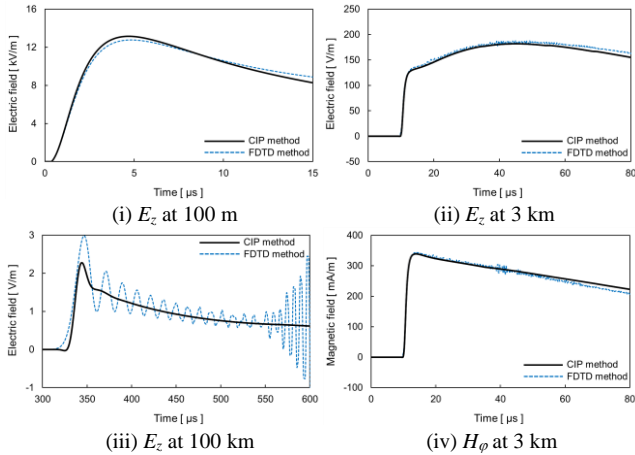 Electric field [ kV/m ]
16
12
8
4
0
0 5 10 15
CIP method
FDTD method
Time [ μs ]
(i) E_z at 100 m
Electric field [ V/m ]
250
200
150
100
50
0
-50
0 20 40 60 80
CIP method
FDTD method
Time [ μs ]
(ii) E_z at 3 km
Electric field [ V/m ]
3
2
1
0
-1
300 350 400 450 500 550 600
CIP method
FDTD method
Time [ μs ]
(iii) E_z at 100 km
Magnetic field [ mA/m ]
400
300
200
100
0
-100
0 20 40 60 80
CIP method
FDTD method
Time [ μs ]
(iv) H_φ at 3 km